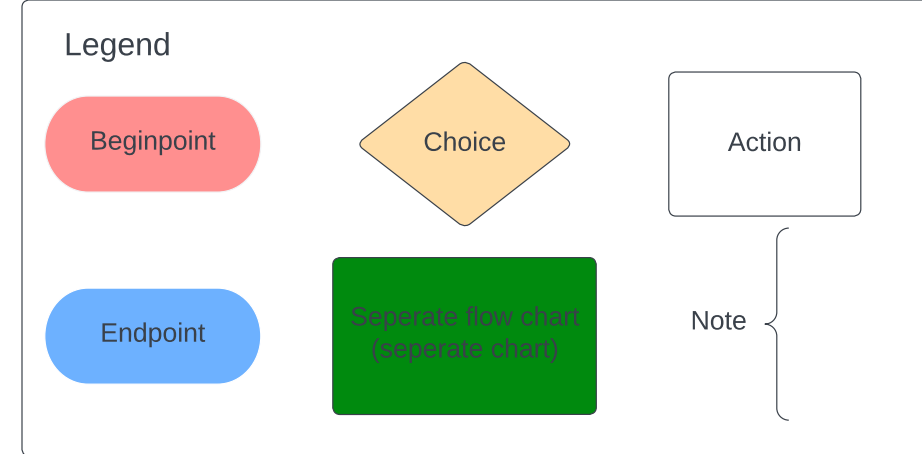 Legend
Beginpoint
Choice
Action
Endpoint
Seperate flow chart
(seperate chart)
Note